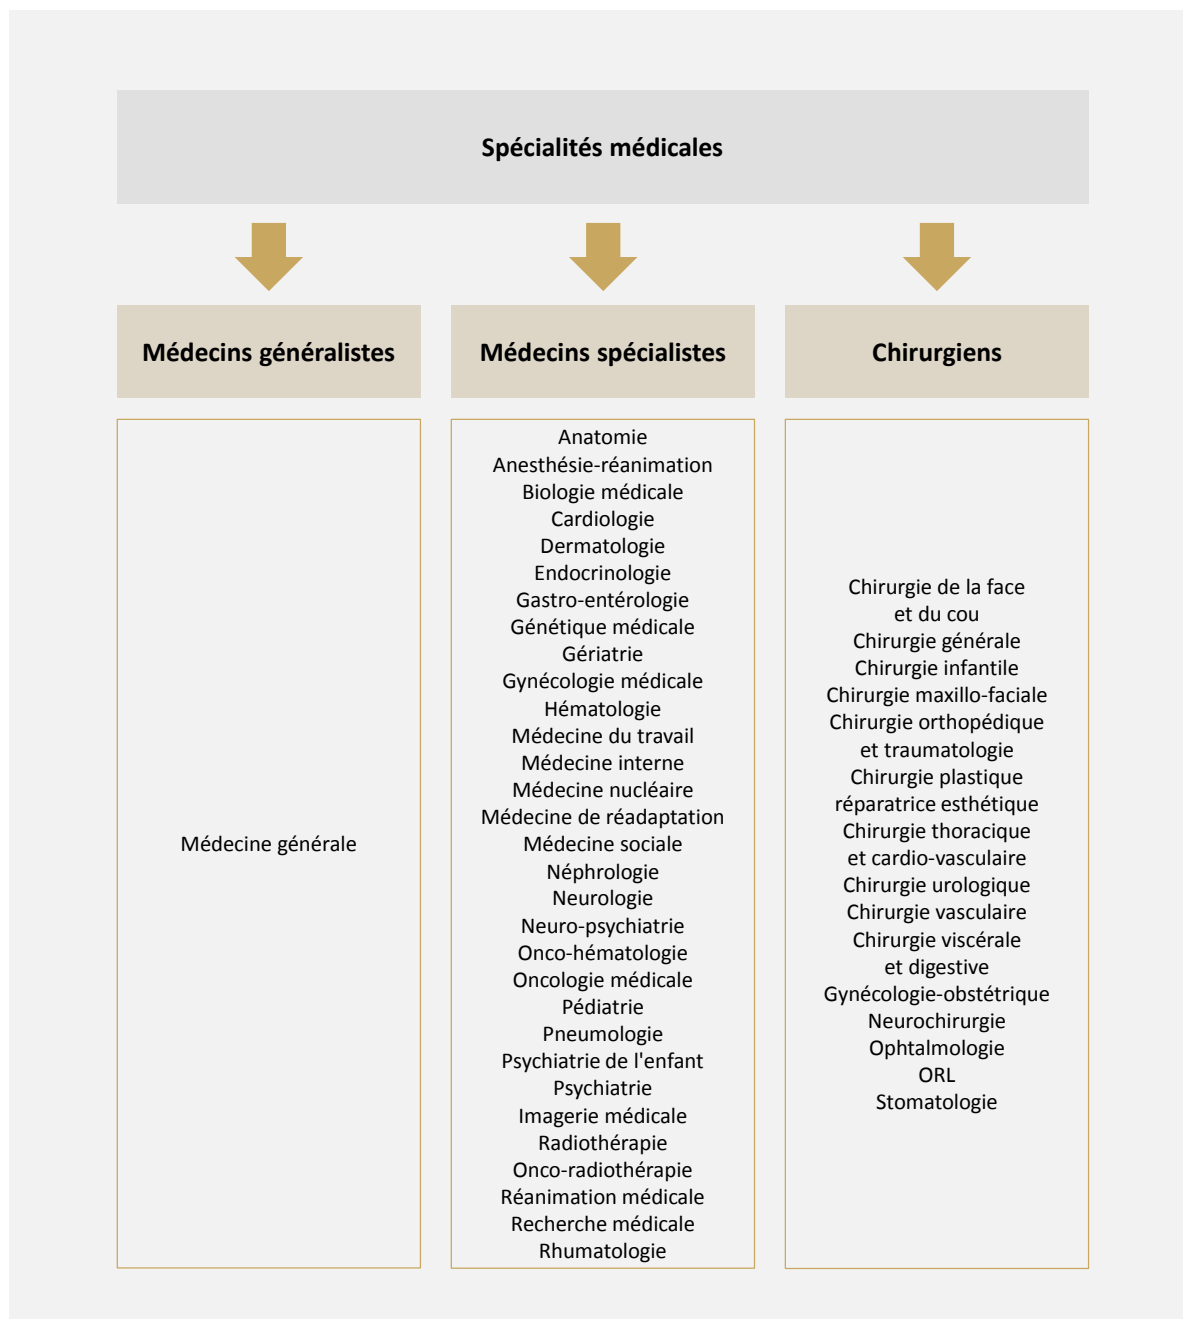 Spécialités médicales
Médecins généralistes
Médecins spécialistes
Chirurgiens
Médecine générale
Anatomie
Anesthésie-réanimation
Biologie médicale
Cardiologie
Dermatologie
Endocrinologie
Gastro-entérologie
Génétique médicale
Gériatrie
Gynécologie médicale
Hématologie
Médecine du travail
Médecine interne
Médecine nucléaire
Médecine de réadaptation
Médecine sociale
Néphrologie
Neurologie
Neuro-psychiatrie
Onco-hématologie
Oncologie médicale
Pédiatrie
Pneumologie
Psychiatrie de l'enfant
Psychiatrie
Imagerie médicale
Radiothérapie
Onco-radiothérapie
Réanimation médicale
Recherche médicale
Rhumatologie
Chirurgie de la face
et du cou
Chirurgie générale
Chirurgie infantile
Chirurgie maxillo-faciale
Chirurgie orthopédique
et traumatologie
Chirurgie plastique
réparatrice esthétique
Chirurgie thoracique
et cardio-vasculaire
Chirurgie urologique
Chirurgie vasculaire
Chirurgie viscérale
et digestive
Gynécologie-obstétrique
Neurochirurgie
Ophtalmologie
ORL
Stomatologie